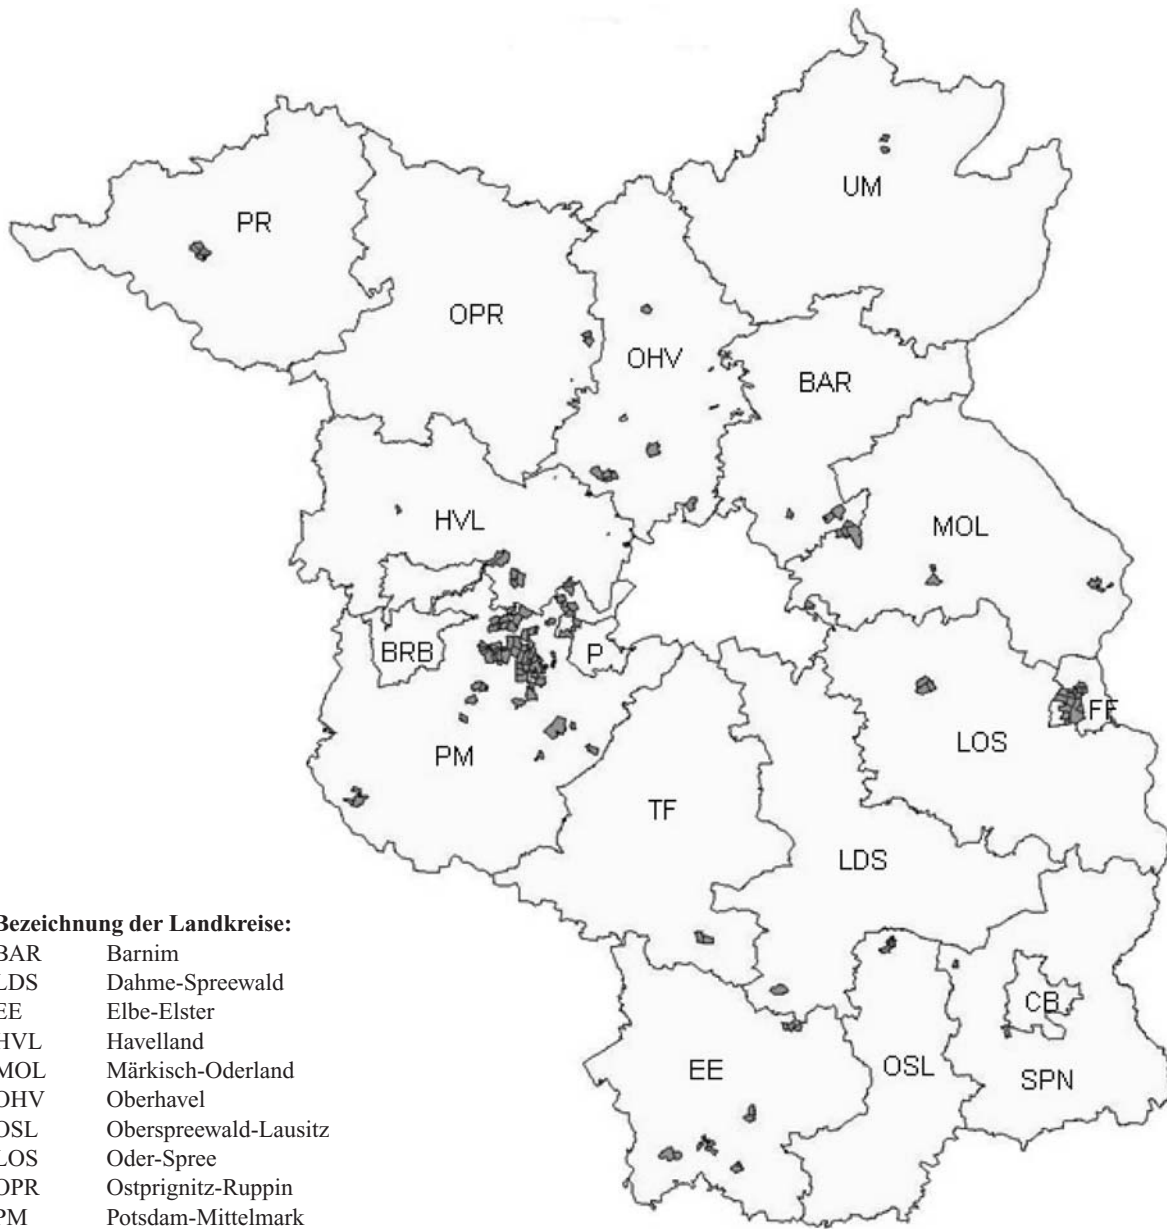 UM
PR
OPR
OHV
BAR
HVL
MOL
BRB
P
FF
LOS
PM
TF
LDS
CB
EE
OSL
SPN
Bezeichnung der Landkreise:
BAR Barnim
LDS Dahme-Spreewald
EE Elbe-Elster
HVL Havelland
MOL Märkisch-Oderland
OHV Oberhavel
OSL Oberspreewald-Lausitz
LOS Oder-Spree
OPR Ostprignitz-Ruppin
PM Potsdam-Mittelmark